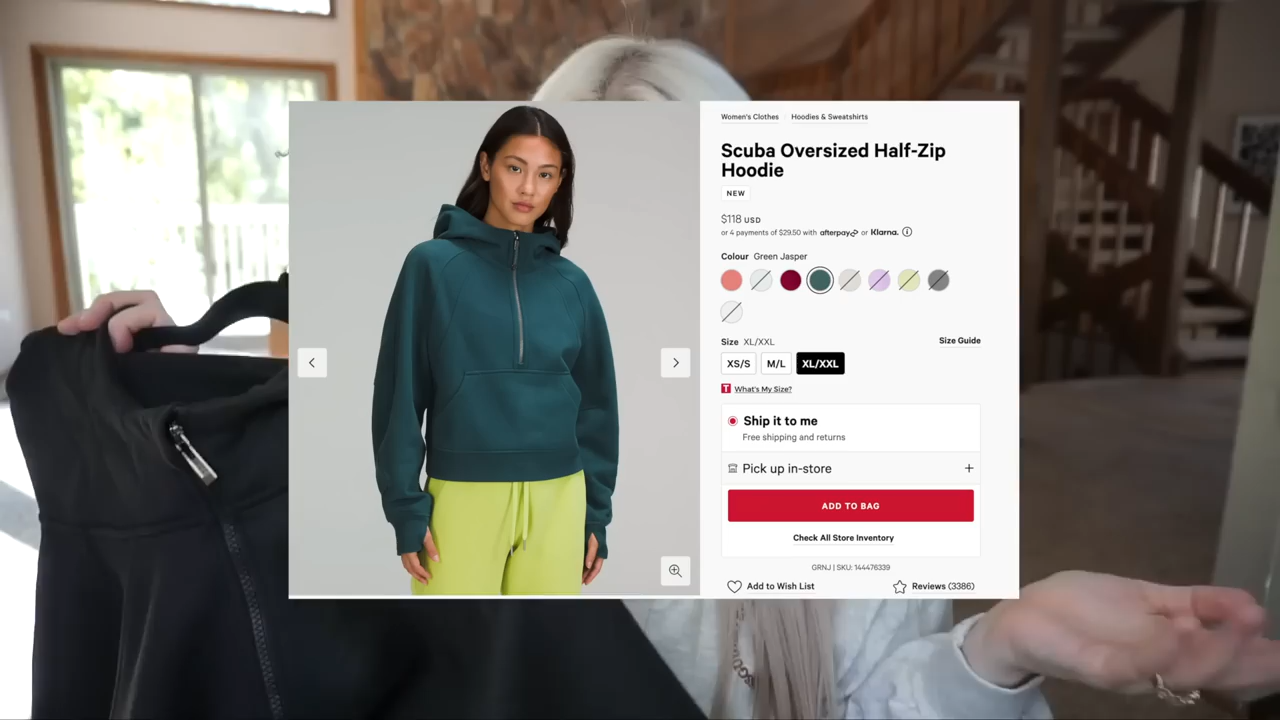 Women's Clothes
Hoodies & Sweatshirts
Scuba Oversized Half-Zip
Hoodie
NEW
$118 USD
or 4 payments of $29.50 with afterpay or Klarna.
Colour Green Jasper
Size XL/XXL
Size Guide
XS/S
M/L
XL/XXL
T What's My Size?
Ship it to me
Free shipping and returns
Pick up in-store
ADD TO BAG
Check All Store Inventory
GRNJ | SKU: 144476339
Add to Wish List
Reviews (3386)